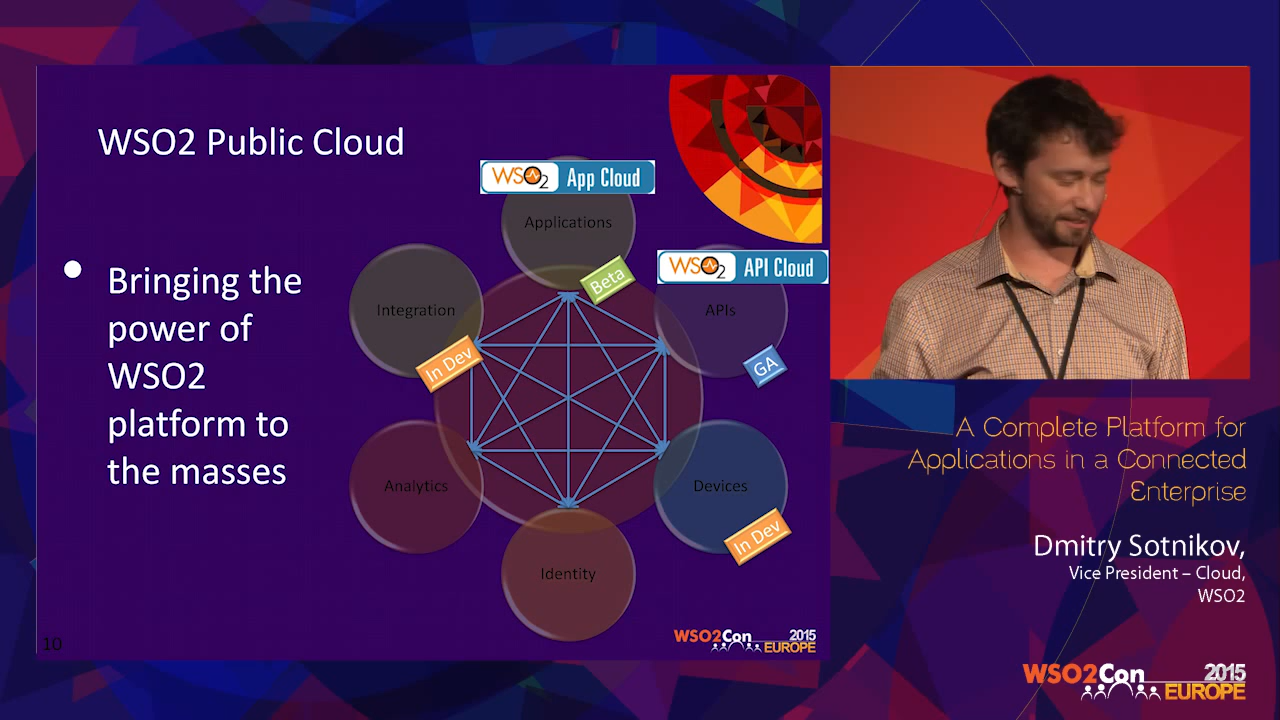 WSO2 Public Cloud
WSO2 App Cloud
Applications
Beta
WSO2 API Cloud
Integration
APIs
In Dev
GA
Bringing the
power of
WSO2
platform to
the masses
Analytics
Devices
In Dev
Identity
10
WSO2Con 2015
EUROPE
A Complete Platform for
Applications in a Connected
Enterprise
Dmitry Sotnikov,
Vice President – Cloud,
WSO2
WSO2Con 2015
EUROPE